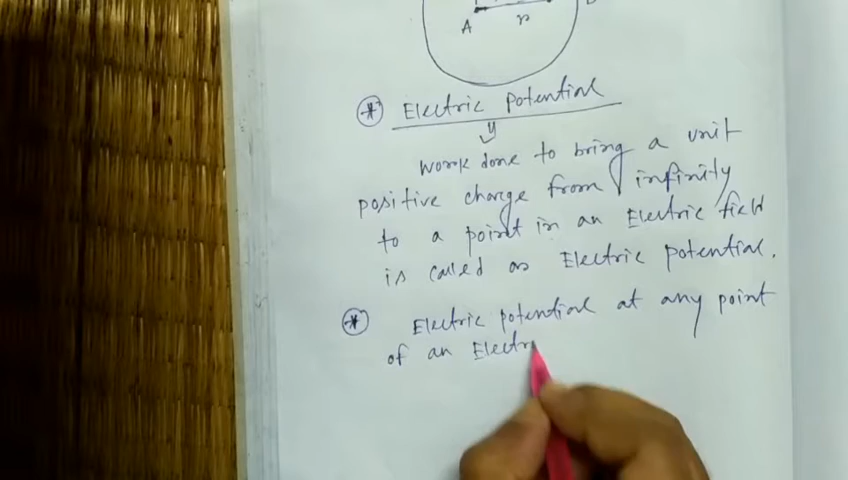 A r
* Electric Potential
Work done to bring a unit
positive charge from infinity
to a point in an Electric field
is called as Electric potential.
* Electric potential at any point
of an Electr